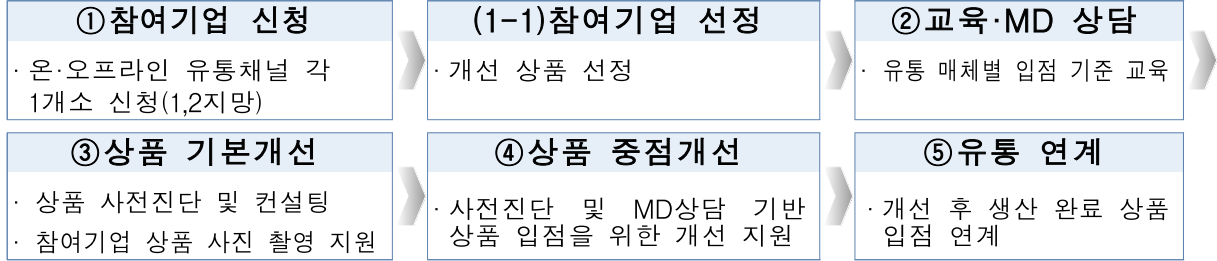 ①참여기업 신청
· 온·오프라인 유통채널 각
1개소 신청(1,2지망)
(1-1)참여기업 선정
· 개선 상품 선정
②교육·MD 상담
· 유통 매체별 입점 기준 교육
③상품 기본개선
· 상품 사전진단 및 컨설팅
· 참여기업 상품 사진 촬영 지원
④상품 중점개선
· 사전진단 및 MD상담 기반
상품 입점을 위한 개선 지원
⑤유통 연계
· 개선 후 생산 완료 상품
입점 연계